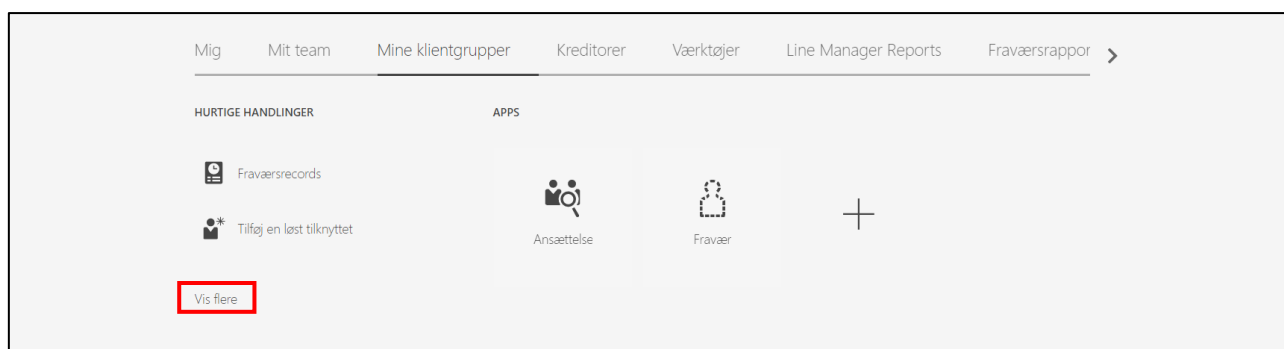 Mig Mit team Mine klientgrupper Kreditorer Værktøjer Line Manager Reports Fraværsrappor
HURTIGE HANDLINGER
Fraværsrecords
Tilføj en løst tilknyttet
Vis flere
APPS
Ansættelse
Fravær